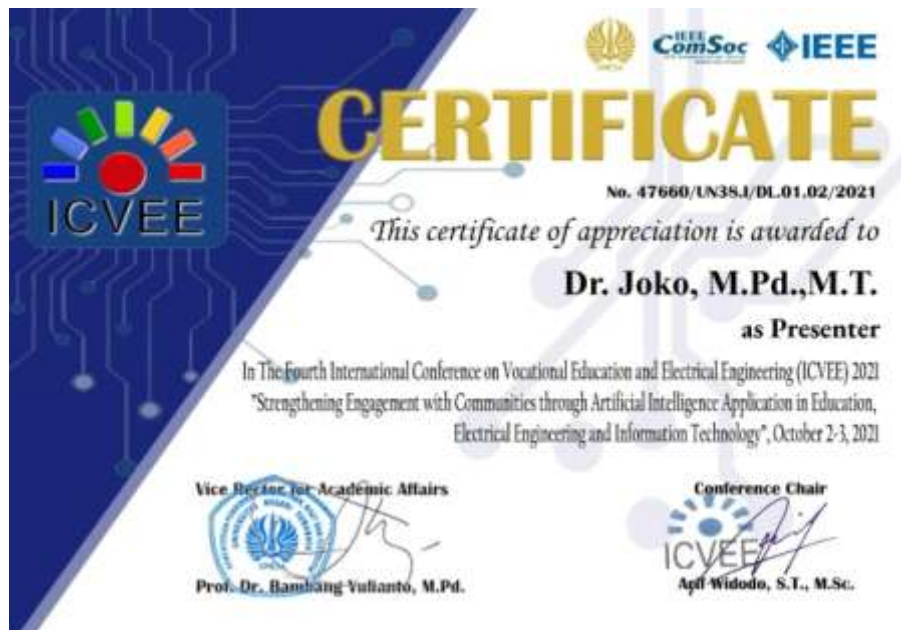 IEEE
ComSoc
IEEE
CERTIFICATE
ICVEE
No. 47660/UN38.I/DL.01.02/2021
This certificate of appreciation is awarded to
Dr. Joko, M.Pd.,M.T.
as Presenter
In The Fourth International Conference on Vocational Education and Electrical Engineering (ICVEE) 2021
"Strengthening Engagement with Communities through Artificial Intelligence Application in Education,
Electrical Engineering and Information Technology", October 2-3, 2021
Vice Rector for Academic Affairs
Conference Chair
ICVEE
Prof. Dr. Bambang Yulianto, M.Pd.
Apil Widodo, S.T., M.Sc.